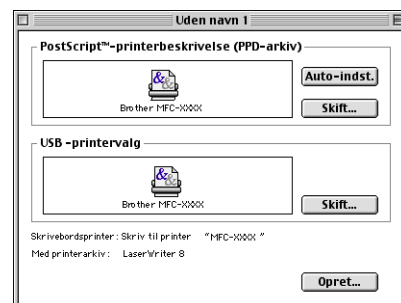 Uden navn 1
PostScript™-printerbeskrivelse (PPD-arkiv)
Auto-indst.
Brother MFC-XXXX
Skift...
USB-printervalg
Brother MFC-XXXX
Skift...
Skrivebordsprinter: Skriv til printer "MFC-XXXX"
Med printerarkiv: LaserWriter 8
Opret...